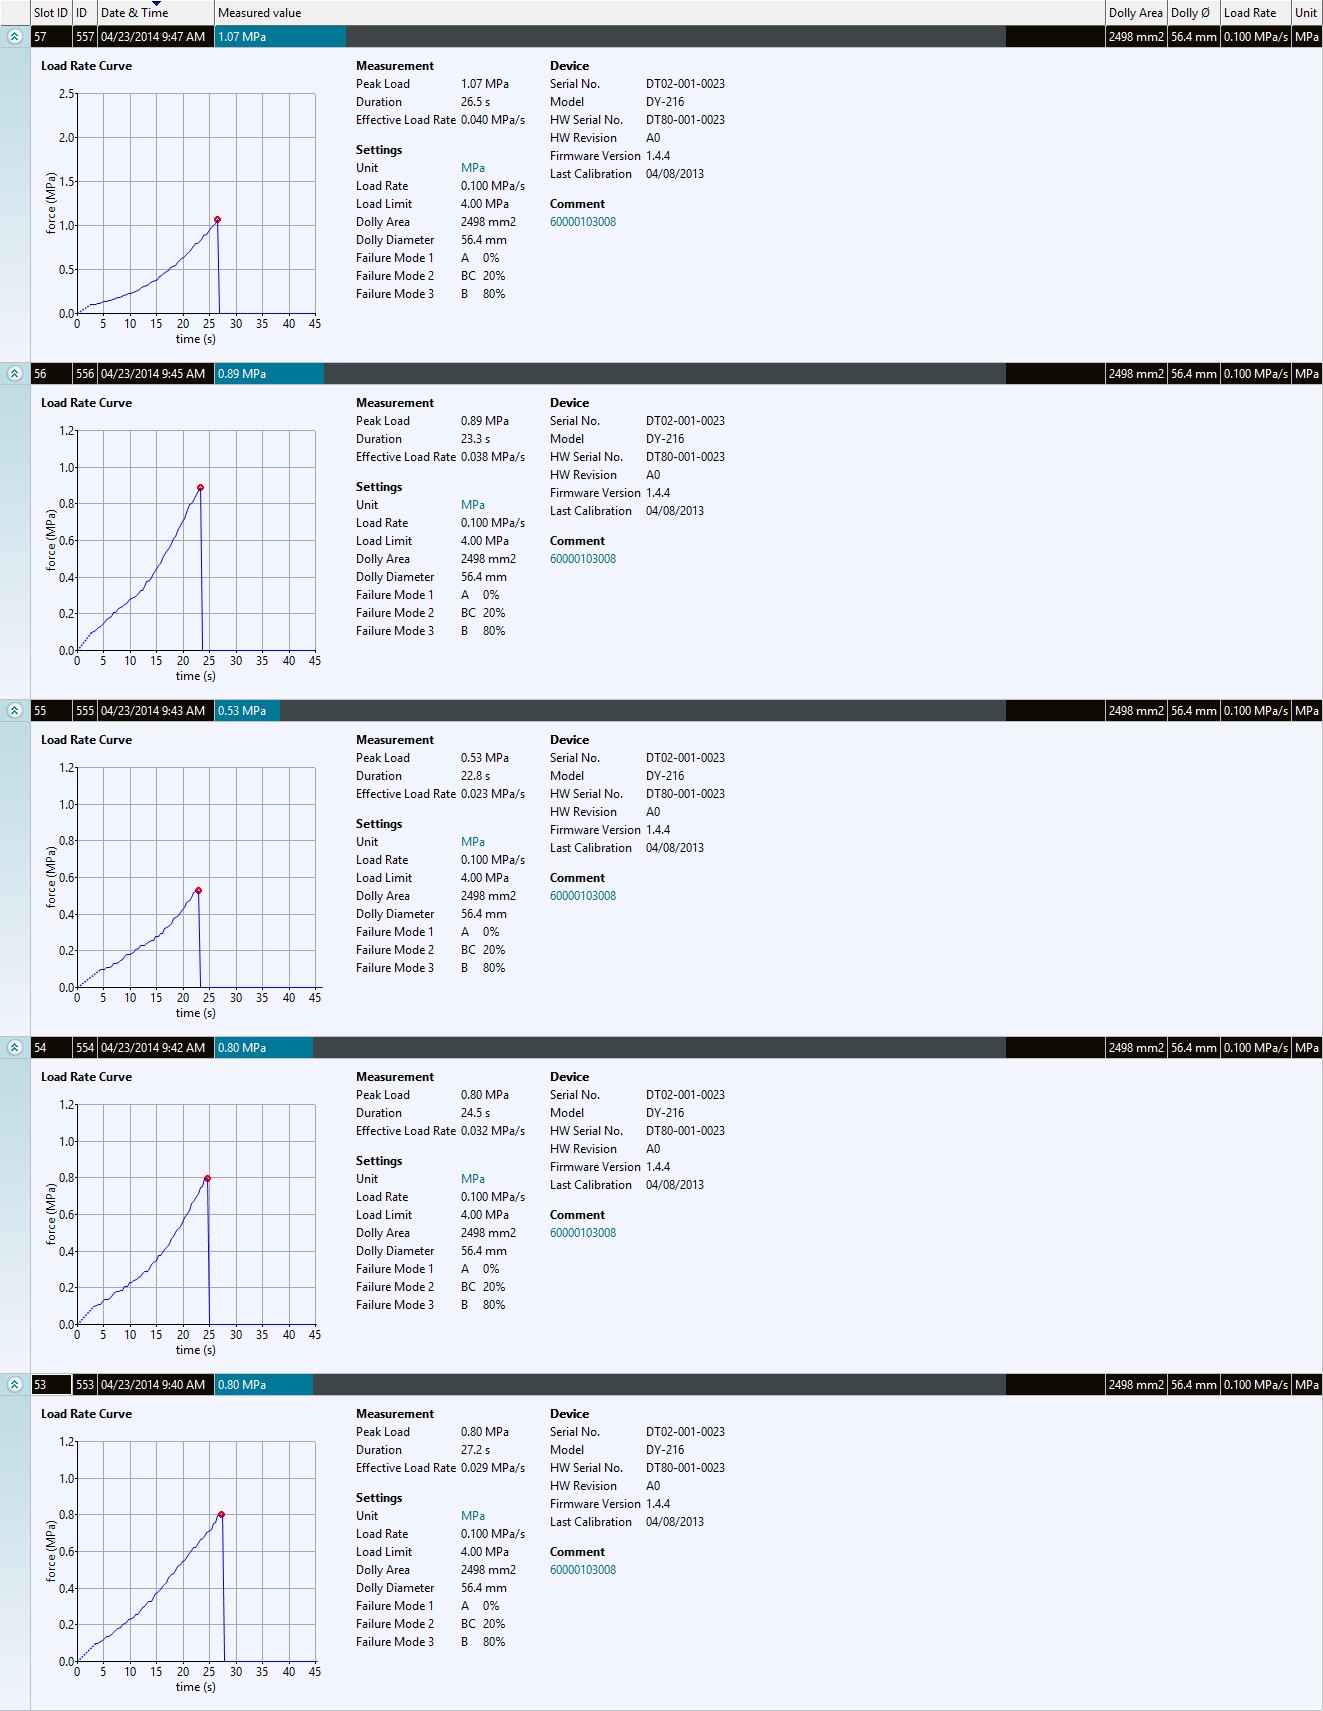 Slot ID ID Date & Time Measured value Dolly Area Dolly Ø Load Rate Unit
57 557 04/23/2014 9:47 AM 1.07 MPa 2498 mm2 56.4 mm 0.100 MPa/s MPa
Load Rate Curve
2.5
2.0
1.5
1.0
0.5
0.0
force (MPa)
0 5 10 15 20 25 30 35 40 45
time (s)
Measurement
Peak Load 1.07 MPa
Duration 26.5 s
Effective Load Rate 0.040 MPa/s
Settings
Unit MPa
Load Rate 0.100 MPa/s
Load Limit 4.00 MPa
Dolly Area 2498 mm2
Dolly Diameter 56.4 mm
Failure Mode 1 A 0%
Failure Mode 2 BC 20%
Failure Mode 3 B 80%
Device
Serial No. DT02-001-0023
Model DY-216
HW Serial No. DT80-001-0023
HW Revision A0
Firmware Version 1.4.4
Last Calibration 04/08/2013
Comment
60000103008
56 556 04/23/2014 9:45 AM 0.89 MPa 2498 mm2 56.4 mm 0.100 MPa/s MPa
Load Rate Curve
1.2
1.0
0.8
0.6
0.4
0.2
0.0
force (MPa)
0 5 10 15 20 25 30 35 40 45
time (s)
Measurement
Peak Load 0.89 MPa
Duration 23.3 s
Effective Load Rate 0.038 MPa/s
Settings
Unit MPa
Load Rate 0.100 MPa/s
Load Limit 4.00 MPa
Dolly Area 2498 mm2
Dolly Diameter 56.4 mm
Failure Mode 1 A 0%
Failure Mode 2 BC 20%
Failure Mode 3 B 80%
Device
Serial No. DT02-001-0023
Model DY-216
HW Serial No. DT80-001-0023
HW Revision A0
Firmware Version 1.4.4
Last Calibration 04/08/2013
Comment
60000103008
55 555 04/23/2014 9:43 AM 0.53 MPa 2498 mm2 56.4 mm 0.100 MPa/s MPa
Load Rate Curve
1.2
1.0
0.8
0.6
0.4
0.2
0.0
force (MPa)
0 5 10 15 20 25 30 35 40 45
time (s)
Measurement
Peak Load 0.53 MPa
Duration 22.8 s
Effective Load Rate 0.023 MPa/s
Settings
Unit MPa
Load Rate 0.100 MPa/s
Load Limit 4.00 MPa
Dolly Area 2498 mm2
Dolly Diameter 56.4 mm
Failure Mode 1 A 0%
Failure Mode 2 BC 20%
Failure Mode 3 B 80%
Device
Serial No. DT02-001-0023
Model DY-216
HW Serial No. DT80-001-0023
HW Revision A0
Firmware Version 1.4.4
Last Calibration 04/08/2013
Comment
60000103008
54 554 04/23/2014 9:42 AM 0.80 MPa 2498 mm2 56.4 mm 0.100 MPa/s MPa
Load Rate Curve
1.2
1.0
0.8
0.6
0.4
0.2
0.0
force (MPa)
0 5 10 15 20 25 30 35 40 45
time (s)
Measurement
Peak Load 0.80 MPa
Duration 24.5 s
Effective Load Rate 0.032 MPa/s
Settings
Unit MPa
Load Rate 0.100 MPa/s
Load Limit 4.00 MPa
Dolly Area 2498 mm2
Dolly Diameter 56.4 mm
Failure Mode 1 A 0%
Failure Mode 2 BC 20%
Failure Mode 3 B 80%
Device
Serial No. DT02-001-0023
Model DY-216
HW Serial No. DT80-001-0023
HW Revision A0
Firmware Version 1.4.4
Last Calibration 04/08/2013
Comment
60000103008
53 553 04/23/2014 9:40 AM 0.80 MPa 2498 mm2 56.4 mm 0.100 MPa/s MPa
Load Rate Curve
1.2
1.0
0.8
0.6
0.4
0.2
0.0
force (MPa)
0 5 10 15 20 25 30 35 40 45
time (s)
Measurement
Peak Load 0.80 MPa
Duration 27.2 s
Effective Load Rate 0.029 MPa/s
Settings
Unit MPa
Load Rate 0.100 MPa/s
Load Limit 4.00 MPa
Dolly Area 2498 mm2
Dolly Diameter 56.4 mm
Failure Mode 1 A 0%
Failure Mode 2 BC 20%
Failure Mode 3 B 80%
Device
Serial No. DT02-001-0023
Model DY-216
HW Serial No. DT80-001-0023
HW Revision A0
Firmware Version 1.4.4
Last Calibration 04/08/2013
Comment
60000103008